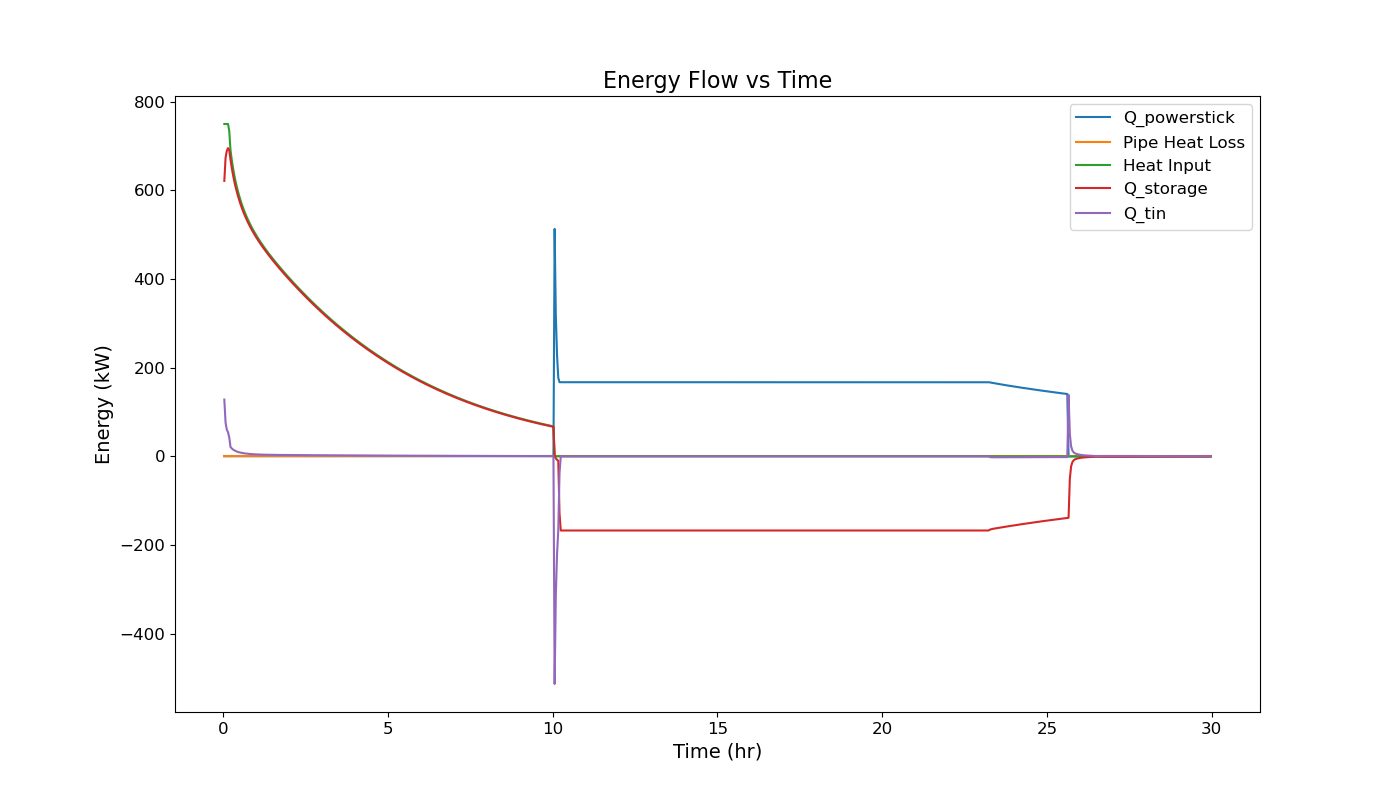 Energy Flow vs Time
Energy (kW)
800
600
400
200
0
−200
−400
Q_powerstick
Pipe Heat Loss
Heat Input
Q_storage
Q_tin
0 5 10 15 20 25 30
Time (hr)